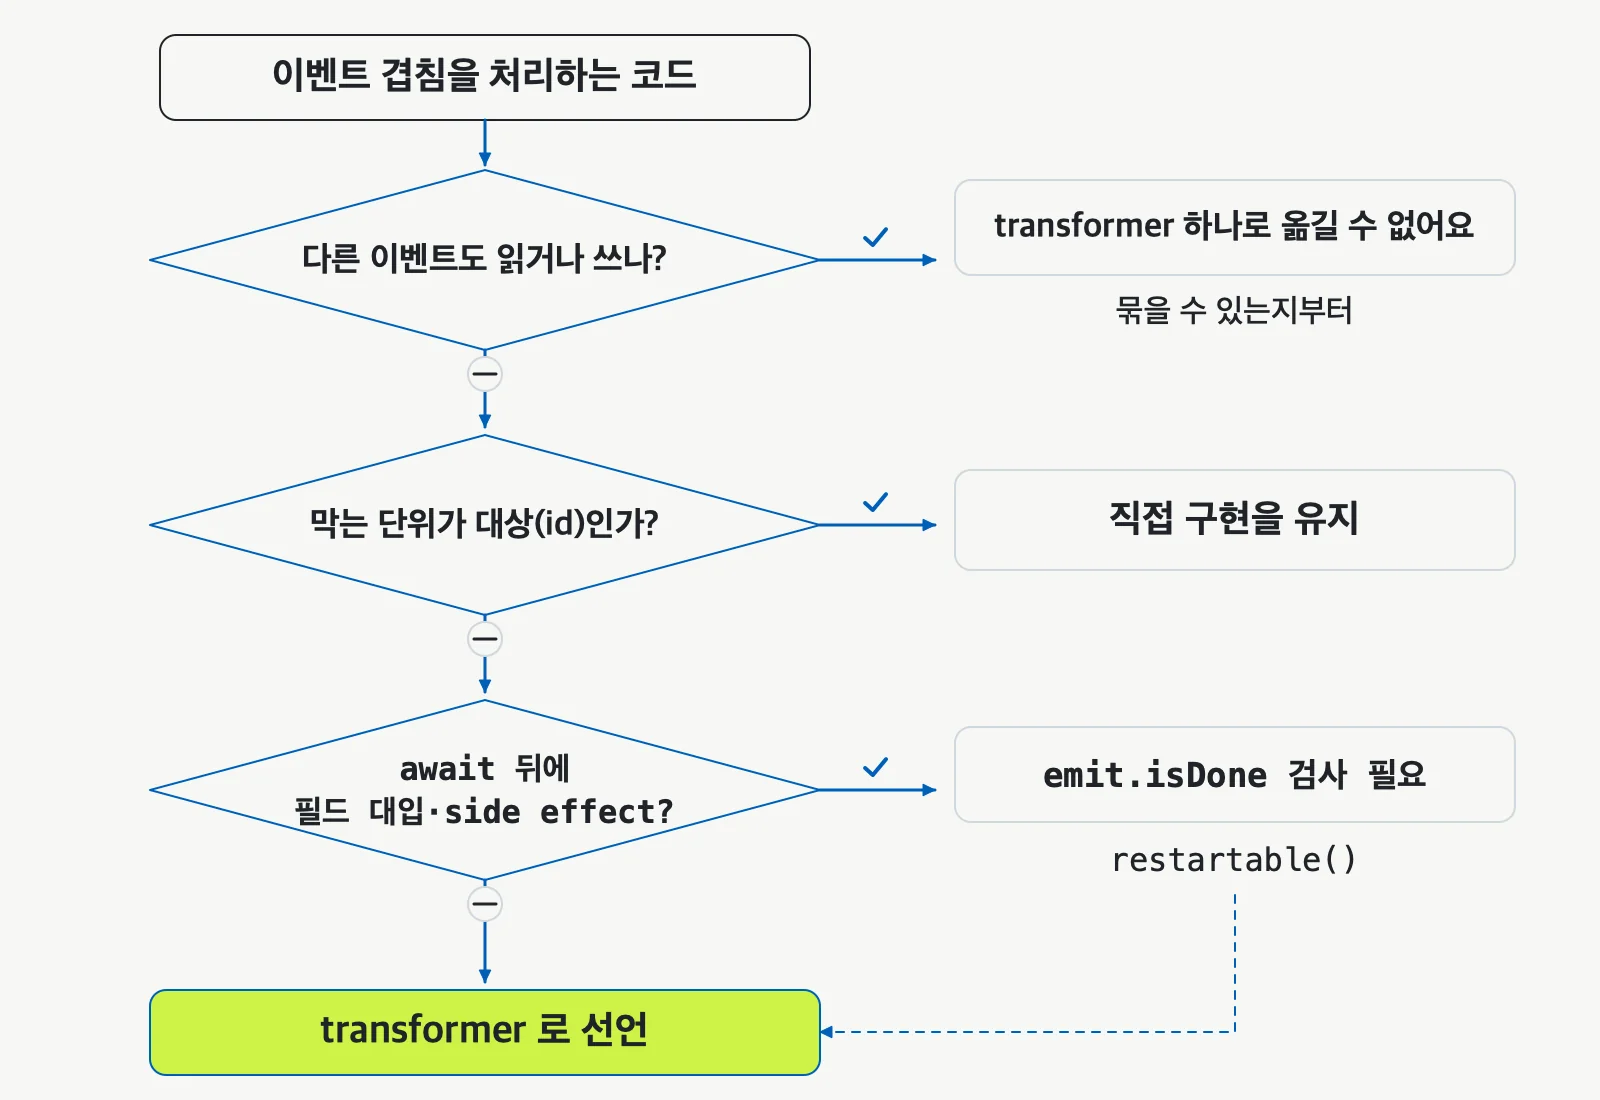 이벤트 겹침을 처리하는 코드
다른 이벤트도 읽거나 쓰나?
transformer 하나로 옮길 수 없어요
묶을 수 있는지부터
막는 단위가 대상(id)인가?
직접 구현을 유지
await 뒤에
필드 대입·side effect?
emit.isDone 검사 필요
restartable()
transformer 로 선언